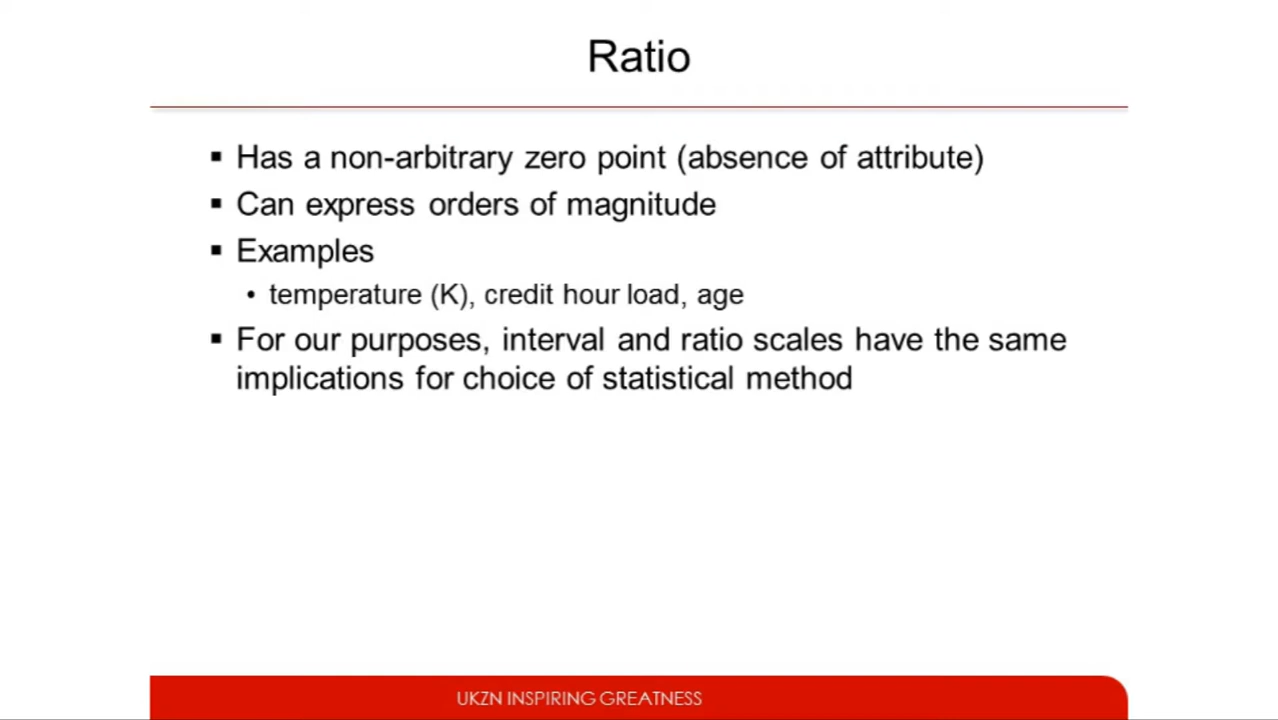 Ratio
▪ Has a non-arbitrary zero point (absence of attribute)
▪ Can express orders of magnitude
▪ Examples
• temperature (K), credit hour load, age
▪ For our purposes, interval and ratio scales have the same
implications for choice of statistical method
UKZN INSPIRING GREATNESS